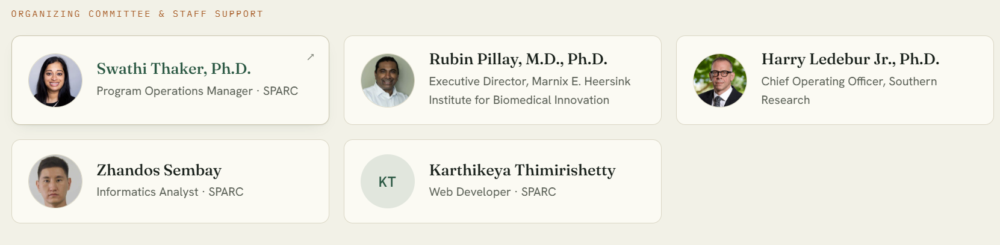 ORGANIZING COMMITTEE & STAFF SUPPORT
Swathi Thaker, Ph.D.
Program Operations Manager · SPARC
Rubin Pillay, M.D., Ph.D.
Executive Director, Marnix E. Heersink
Institute for Biomedical Innovation
Harry Ledebur Jr., Ph.D.
Chief Operating Officer, Southern
Research
Zhandos Sembay
Informatics Analyst · SPARC
KT
Karthikeya Thimirishetty
Web Developer · SPARC